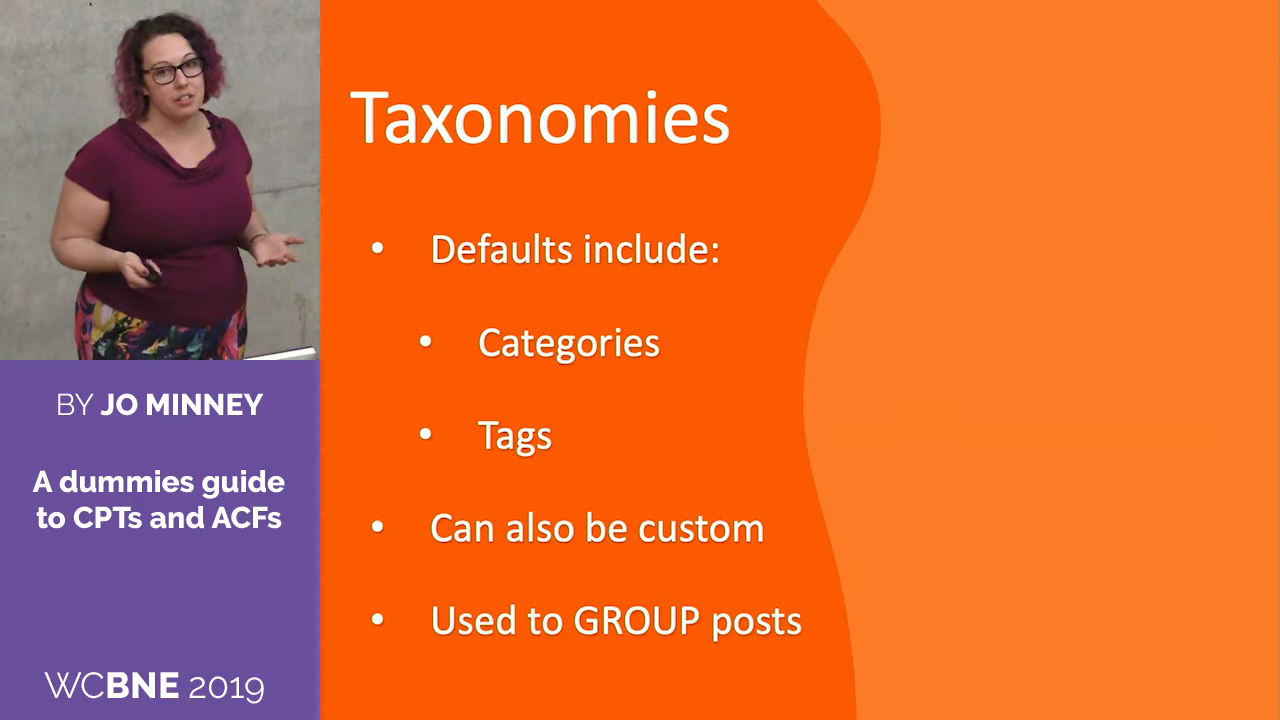 BY JO MINNEY
A dummies guide
to CPTs and ACFs
WCBNE 2019
Taxonomies
• Defaults include:
• Categories
• Tags
• Can also be custom
• Used to GROUP posts